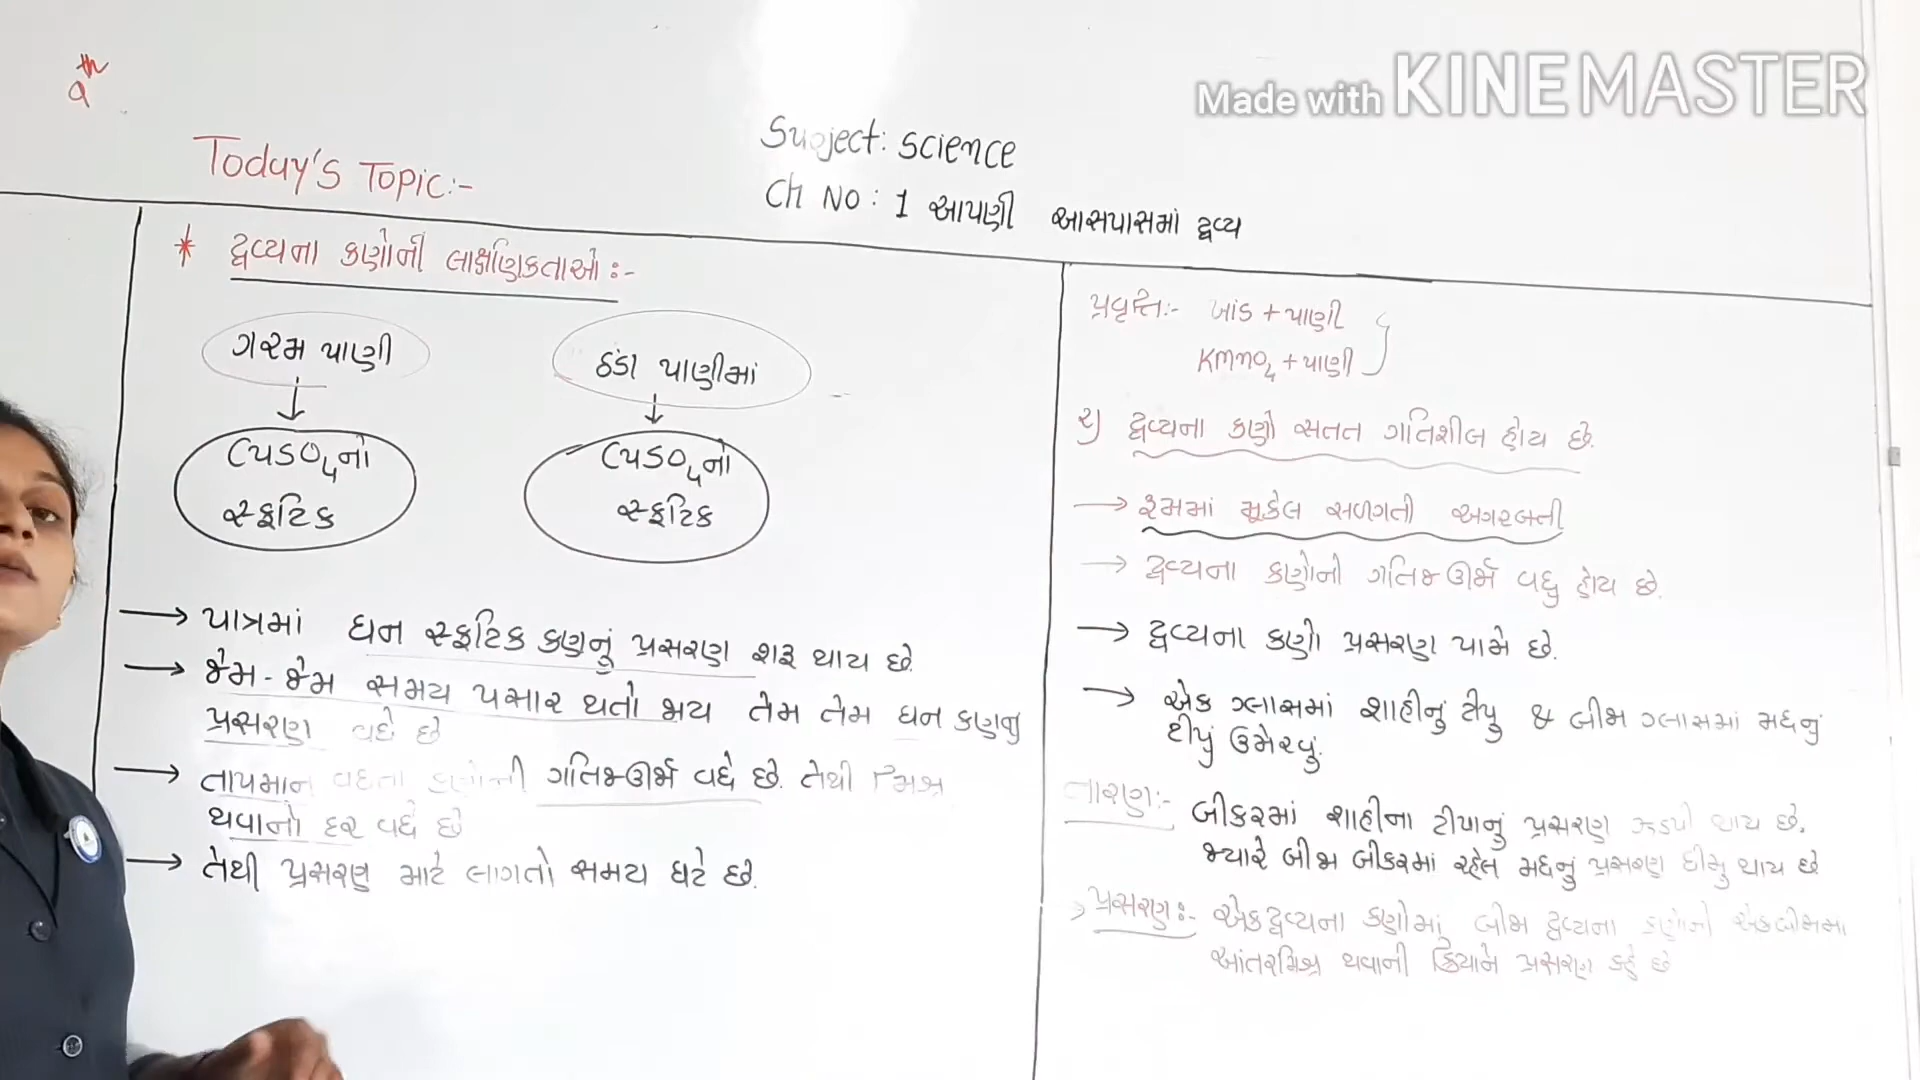 9th
Made with KINEMASTER
Subject: science
Today's Topic:-
Ch NO: 1 આપણી આસપાસમાં દ્રવ્ય
* દ્રવ્યના કણોની લાક્ષણિકતાઓ :-
ગરમ પાણી
ઠંડા પાણીમાં
CuSO4નો
સ્ફટિક
CuSO4નો
સ્ફટિક
→ પાત્રમાં ઘન સ્ફટિક કણનું પ્રસરણ શરૂ થાય છે.
→ જેમ-જેમ સમય પસાર થતો જાય તેમ તેમ ઘન કણનું
પ્રસરણ વધે છે
→ તાપમાન વધતા કણોની ગતિજઊર્જા વધે છે. તેથી મિશ્ર
થવાનો દર વધે છે
→ તેથી પ્રસરણ માટે લાગતો સમય ઘટે છે.
પ્રવૃત્તિ:- ખાંડ + પાણી
KMnO4 + પાણી
૨) દ્રવ્યના કણો સતત ગતિશીલ હોય છે.
→ રૂમમાં મૂકેલ સળગતી અગરબત્તી
→ દ્રવ્યના કણોની ગતિજઊર્જા વધુ હોય છે.
→ દ્રવ્યના કણો પ્રસરણ પામે છે.
→ એક ગ્લાસમાં શાહીનું ટીપુ & બીજા ગ્લાસમાં મધનું
ટીપું ઉમેરવું.
તારણ:- બીકરમાં શાહીના ટીપાનું પ્રસરણ ઝડપી થાય છે.
જ્યારે બીજા બીકરમાં રહેલ મધનું પ્રસરણ ધીમુ થાય છે
પ્રસરણ:- એકદ્રવ્યના કણોમાં બીજા દ્રવ્યના કણોની એકબીજામાં
આંતરમિશ્ર થવાની ક્રિયાને પ્રસરણ કહે છે